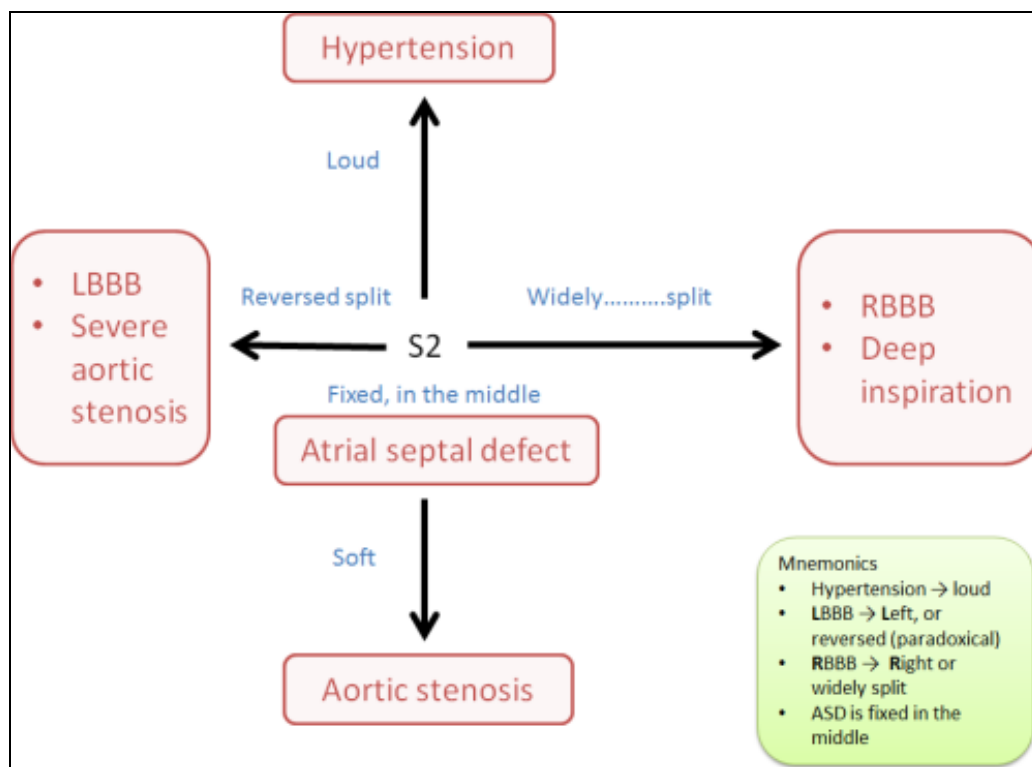 Hypertension
Loud
• LBBB
• Severe
aortic
stenosis
Reversed split
Widely..........split
S2
• RBBB
• Deep
inspiration
Fixed, in the middle
Atrial septal defect
Soft
Aortic stenosis
Mnemonics
• Hypertension → loud
• LBBB → Left, or
reversed (paradoxical)
• RBBB → Right or
widely split
• ASD is fixed in the
middle